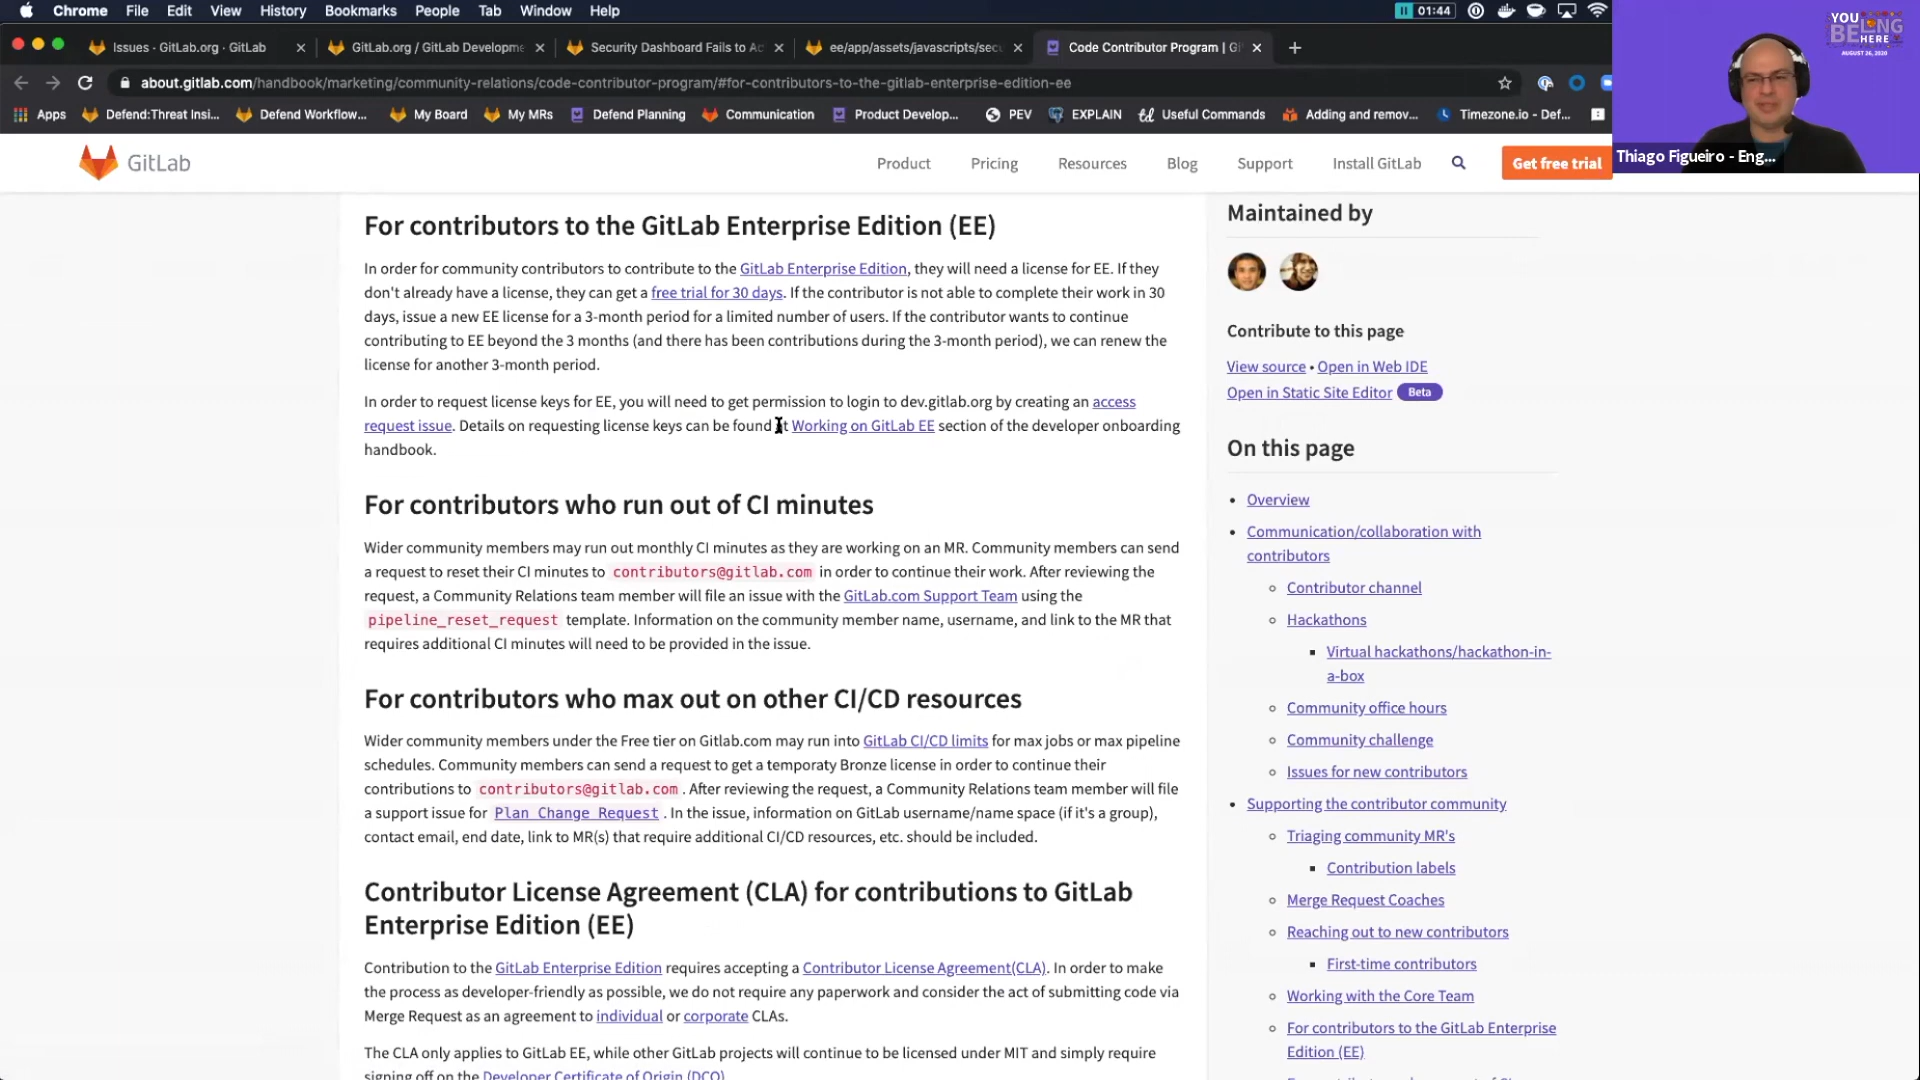 Chrome File Edit View History Bookmarks People Tab Window Help 01:44
YOU
BELONG
HERE
AUGUST 26, 2020
Issues · GitLab.org · GitLab
GitLab.org / GitLab Developme
Security Dashboard Fails to Ac
ee/app/assets/javascripts/secu
Code Contributor Program | Gi
about.gitlab.com/handbook/marketing/community-relations/code-contributor-program/#for-contributors-to-the-gitlab-enterprise-edition-ee
Apps Defend:Threat Insi... Defend Workflow... My Board My MRs Defend Planning Communication Product Develop... PEV EXPLAIN Useful Commands Adding and remov... Timezone.io - Def...
Thiago Figueiro - Eng...
GitLab
Product Pricing Resources Blog Support Install GitLab Get free trial
For contributors to the GitLab Enterprise Edition (EE)
In order for community contributors to contribute to the GitLab Enterprise Edition, they will need a license for EE. If they
don't already have a license, they can get a free trial for 30 days. If the contributor is not able to complete their work in 30
days, issue a new EE license for a 3-month period for a limited number of users. If the contributor wants to continue
contributing to EE beyond the 3 months (and there has been contributions during the 3-month period), we can renew the
license for another 3-month period.
In order to request license keys for EE, you will need to get permission to login to dev.gitlab.org by creating an access
request issue. Details on requesting license keys can be found at Working on GitLab EE section of the developer onboarding
handbook.
For contributors who run out of CI minutes
Wider community members may run out monthly CI minutes as they are working on an MR. Community members can send
a request to reset their CI minutes to contributors@gitlab.com in order to continue their work. After reviewing the
request, a Community Relations team member will file an issue with the GitLab.com Support Team using the
pipeline_reset_request template. Information on the community member name, username, and link to the MR that
requires additional CI minutes will need to be provided in the issue.
For contributors who max out on other CI/CD resources
Wider community members under the Free tier on Gitlab.com may run into GitLab CI/CD limits for max jobs or max pipeline
schedules. Community members can send a request to get a temporaty Bronze license in order to continue their
contributions to contributors@gitlab.com . After reviewing the request, a Community Relations team member will file
a support issue for Plan Change Request . In the issue, information on GitLab username/name space (if it's a group),
contact email, end date, link to MR(s) that require additional CI/CD resources, etc. should be included.
Contributor License Agreement (CLA) for contributions to GitLab
Enterprise Edition (EE)
Contribution to the GitLab Enterprise Edition requires accepting a Contributor License Agreement(CLA). In order to make
the process as developer-friendly as possible, we do not require any paperwork and consider the act of submitting code via
Merge Request as an agreement to individual or corporate CLAs.
The CLA only applies to GitLab EE, while other GitLab projects will continue to be licensed under MIT and simply require
signing off on the Developer Certificate of Origin (DCO)
Maintained by
Contribute to this page
View source • Open in Web IDE
Open in Static Site Editor Beta
On this page
Overview
Communication/collaboration with
contributors
Contributor channel
Hackathons
Virtual hackathons/hackathon-in-
a-box
Community office hours
Community challenge
Issues for new contributors
Supporting the contributor community
Triaging community MR's
Contribution labels
Merge Request Coaches
Reaching out to new contributors
First-time contributors
Working with the Core Team
For contributors to the GitLab Enterprise
Edition (EE)